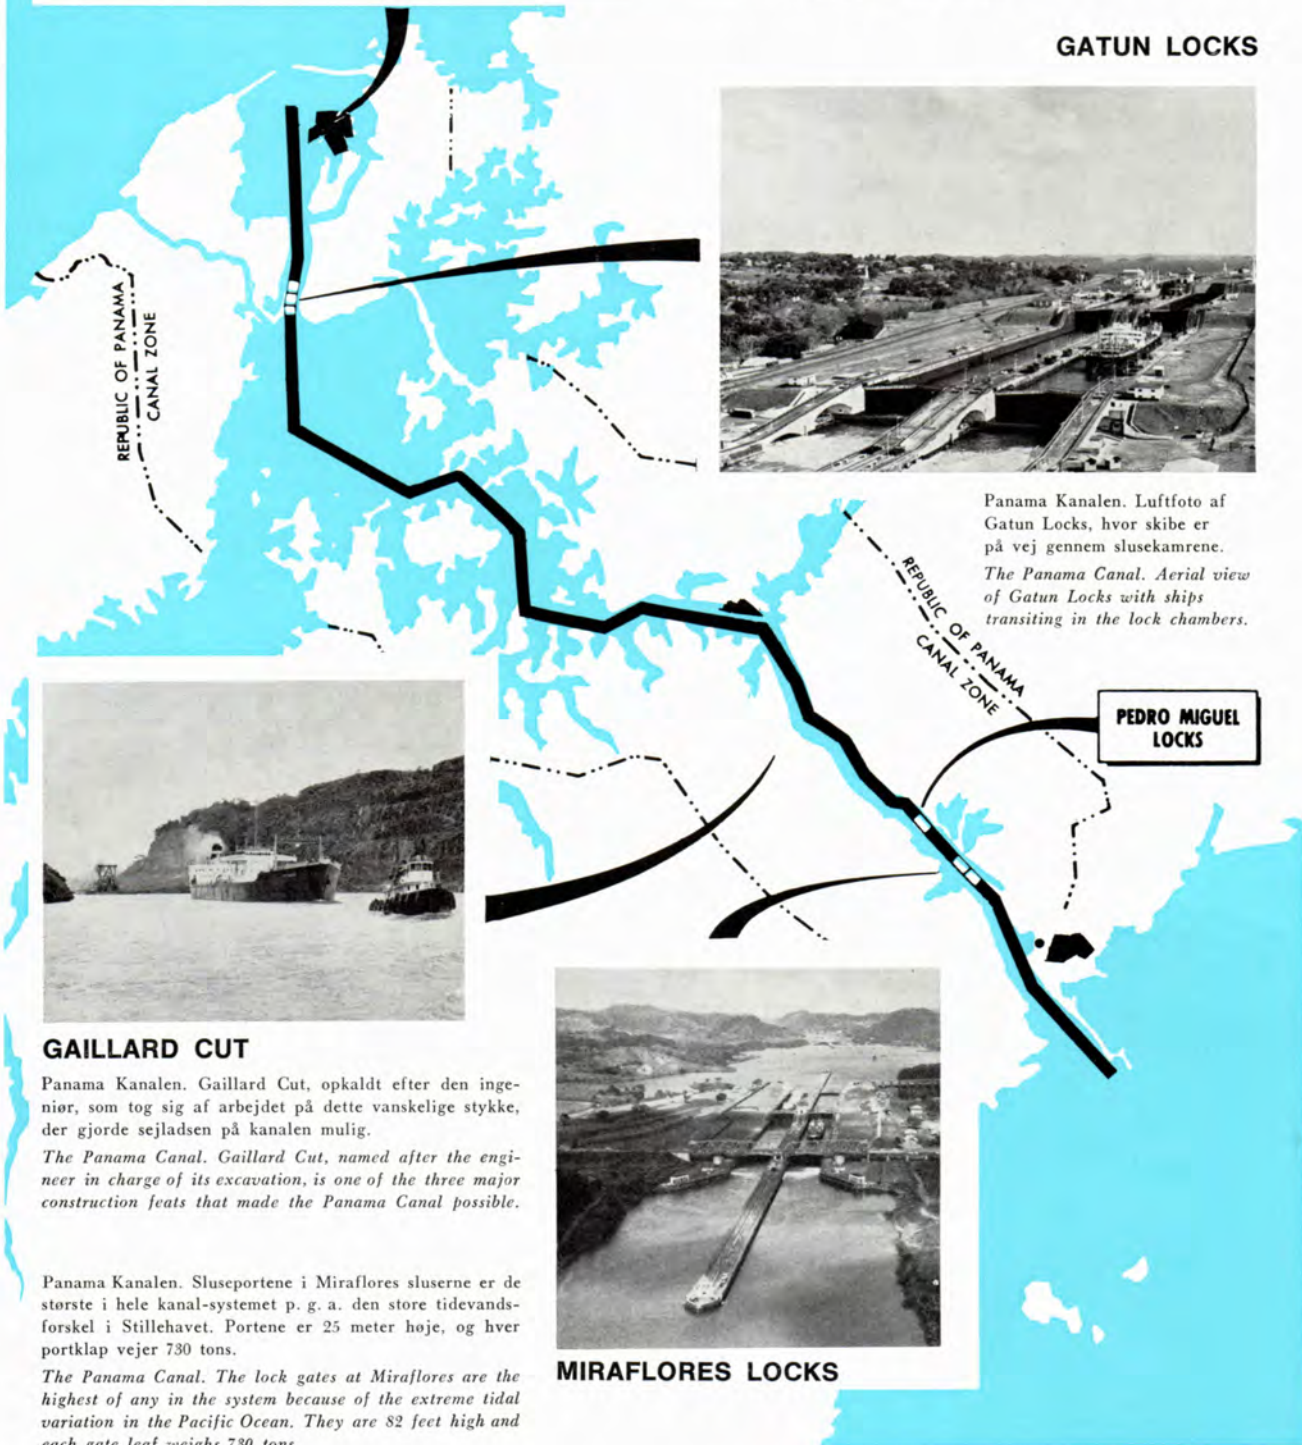 GATUN LOCKS
REPUBLIC OF PANAMA
CANAL ZONE
Panama Kanalen. Luftfoto af
Gatun Locks, hvor skibe er
på vej gennem slusekamrene.
The Panama Canal. Aerial view
of Gatun Locks with ships
transiting in the lock chambers.
REPUBLIC OF PANAMA
CANAL ZONE
PEDRO MIGUEL
LOCKS
GAILLARD CUT
Panama Kanalen. Gaillard Cut, opkaldt efter den inge-
niør, som tog sig af arbejdet på dette vanskelige stykke,
der gjorde sejladsen på kanalen mulig.
The Panama Canal. Gaillard Cut, named after the engi-
neer in charge of its excavation, is one of the three major
construction feats that made the Panama Canal possible.
Panama Kanalen. Sluseportene i Miraflores sluserne er de
største i hele kanal-systemet p. g. a. den store tidevands-
forskel i Stillehavet. Portene er 25 meter høje, og hver
portklap vejer 730 tons.
The Panama Canal. The lock gates at Miraflores are the
highest of any in the system because of the extreme tidal
variation in the Pacific Ocean. They are 82 feet high and
each gate leaf weighs 730 tons
MIRAFLORES LOCKS